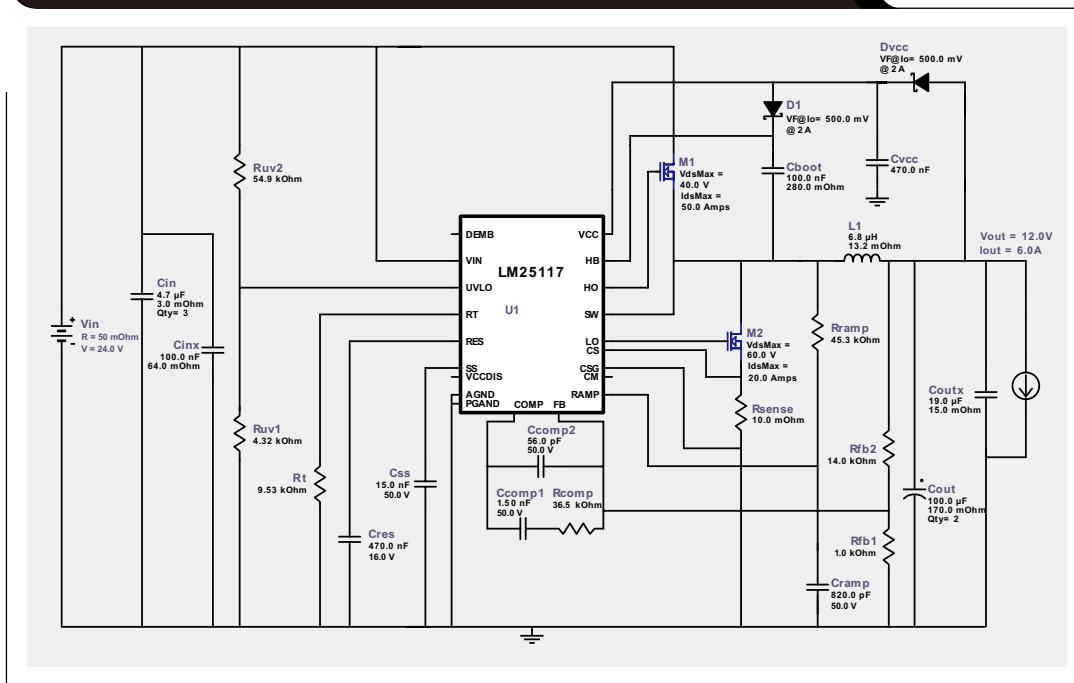 Dvcc
VF@Io= 500.0 mV
@ 2 A
D1
VF@Io= 500.0 mV
@ 2A
Ruv2
54.9 kOhm
M1
VdsMax =
40.0 V
IdsMax =
50.0 Amps
Cboot
100.0 nF
280.0 mOhm
Cvcc
470.0 nF
L1
6.8 µH
13.2 mOhm
Vout = 12.0V
Iout = 6.0A
DEMB
VIN
UVLO
RT
RES
SS
VCCDIS
AGND
PGAND
COMP
FB
VCC
HB
HO
SW
LO
CS
CSG
CM
RAMP
LM25117
U1
Cin
4.7 µF
3.0 mOhm
Qty= 3
Vin
R = 50 mOhm
V = 24.0 V
+
-
Cinx
100.0 nF
64.0 mOhm
M2
VdsMax =
60.0 V
IdsMax =
20.0 Amps
Rramp
45.3 kOhm
Rsense
10.0 mOhm
Coutx
19.0 µF
15.0 mOhm
Ruv1
4.32 kOhm
Ccomp2
56.0 pF
50.0 V
Rfb2
14.0 kOhm
Rt
9.53 kOhm
Css
15.0 nF
50.0 V
Ccomp1
1.50 nF
50.0 V
Rcomp
36.5 kOhm
Cout
100.0 µF
170.0 mOhm
Qty= 2
Cres
470.0 nF
16.0 V
Rfb1
1.0 kOhm
Cramp
820.0 pF
50.0 V